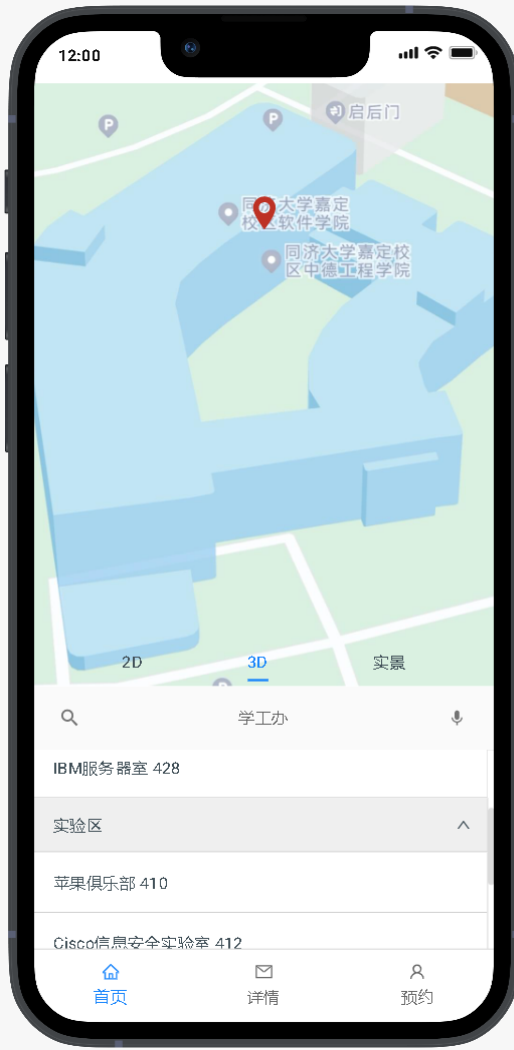 12:00
P
P
启后门
同济大学嘉定
校区软件学院
同济大学嘉定校
区中德工程学院
2D
3D
实景
P
学工办
IBM服务器室 428
实验区
苹果俱乐部 410
Cisco信息安全实验室 412
首页
详情
预约